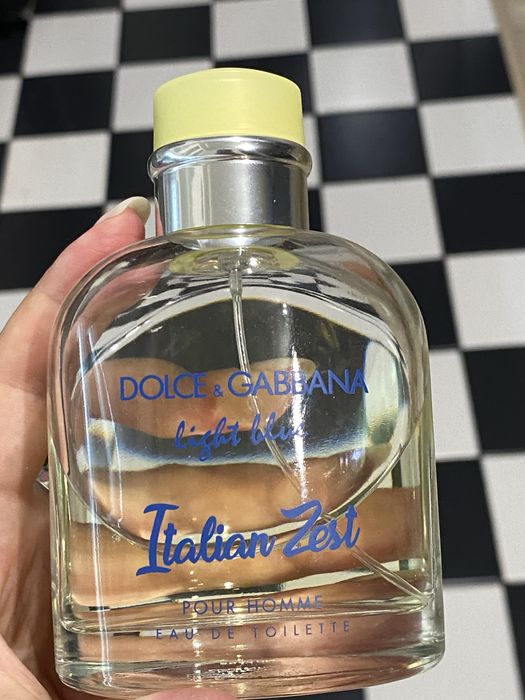 DOLCE & GABBANA
light blue
Italian Zest
POUR HOMME
EAU DE TOILETTE